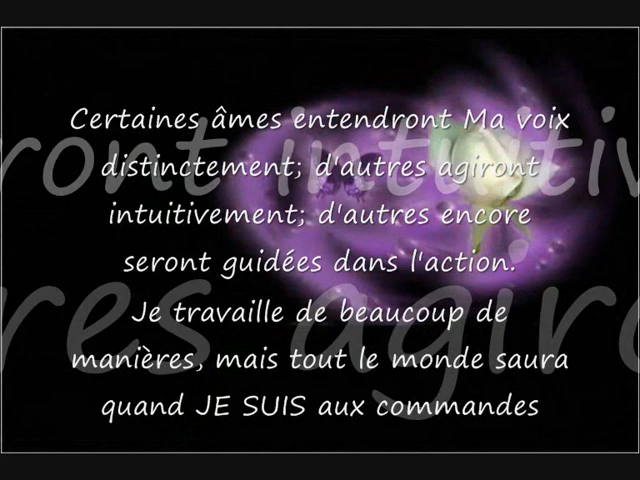 Certaines âmes entendront Ma voix
distinctement; d'autres agiront
intuitivement; d'autres encore
seront guidées dans l'action.
Je travaille de beaucoup de
manières, mais tout le monde saura
quand JE SUIS aux commandes